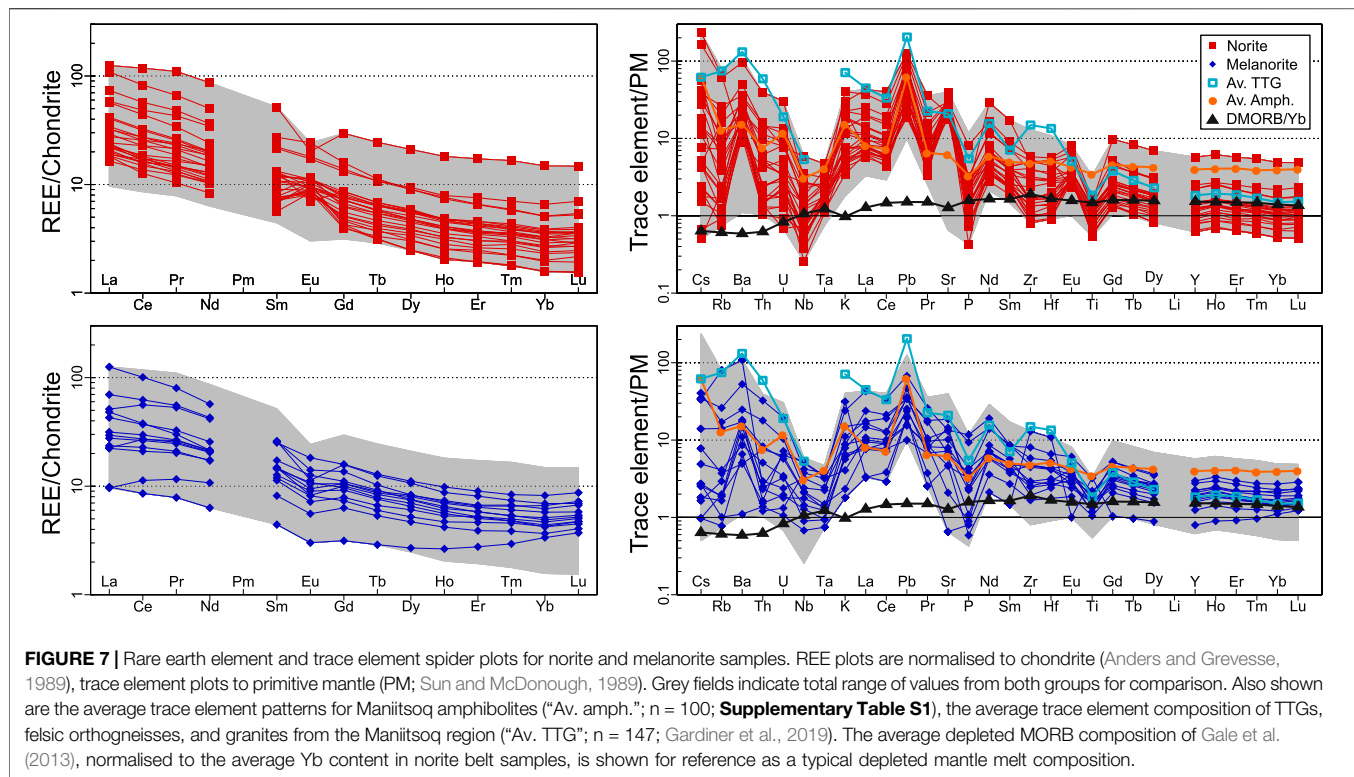 REE/Chondrite
100
10
1
La
Ce
Pr
Nd
Pm
Sm
Eu
Gd
Tb
Dy
Ho
Er
Tm
Yb
Lu
Trace element/PM
100
10
1
0.1
Cs
Rb
Ba
Th
U
Nb
Ta
K
La
Ce
Pb
Pr
Sr
P
Nd
Sm
Zr
Hf
Eu
Ti
Gd
Tb
Dy
Li
Y
Ho
Er
Tm
Yb
Lu
Norite
Melanorite
Av. TTG
Av. Amph.
DMORB/Yb
REE/Chondrite
100
10
1
La
Ce
Pr
Nd
Pm
Sm
Eu
Gd
Tb
Dy
Ho
Er
Tm
Yb
Lu
Trace element/PM
100
10
1
0.1
Cs
Rb
Ba
Th
U
Nb
Ta
K
La
Ce
Pb
Pr
Sr
P
Nd
Sm
Zr
Hf
Eu
Ti
Gd
Tb
Dy
Li
Y
Ho
Er
Tm
Yb
Lu
FIGURE 7 | Rare earth element and trace element spider plots for norite and melanorite samples. REE plots are normalised to chondrite (Anders and Grevesse,
1989), trace element plots to primitive mantle (PM; Sun and McDonough, 1989). Grey fields indicate total range of values from both groups for comparison. Also shown
are the average trace element patterns for Maniitsoq amphibolites (“Av. amph.”; n = 100; Supplementary Table S1), the average trace element composition of TTGs,
felsic orthogneisses, and granites from the Maniitsoq region (“Av. TTG”; n = 147; Gardiner et al., 2019). The average depleted MORB composition of Gale et al.
(2013), normalised to the average Yb content in norite belt samples, is shown for reference as a typical depleted mantle melt composition.